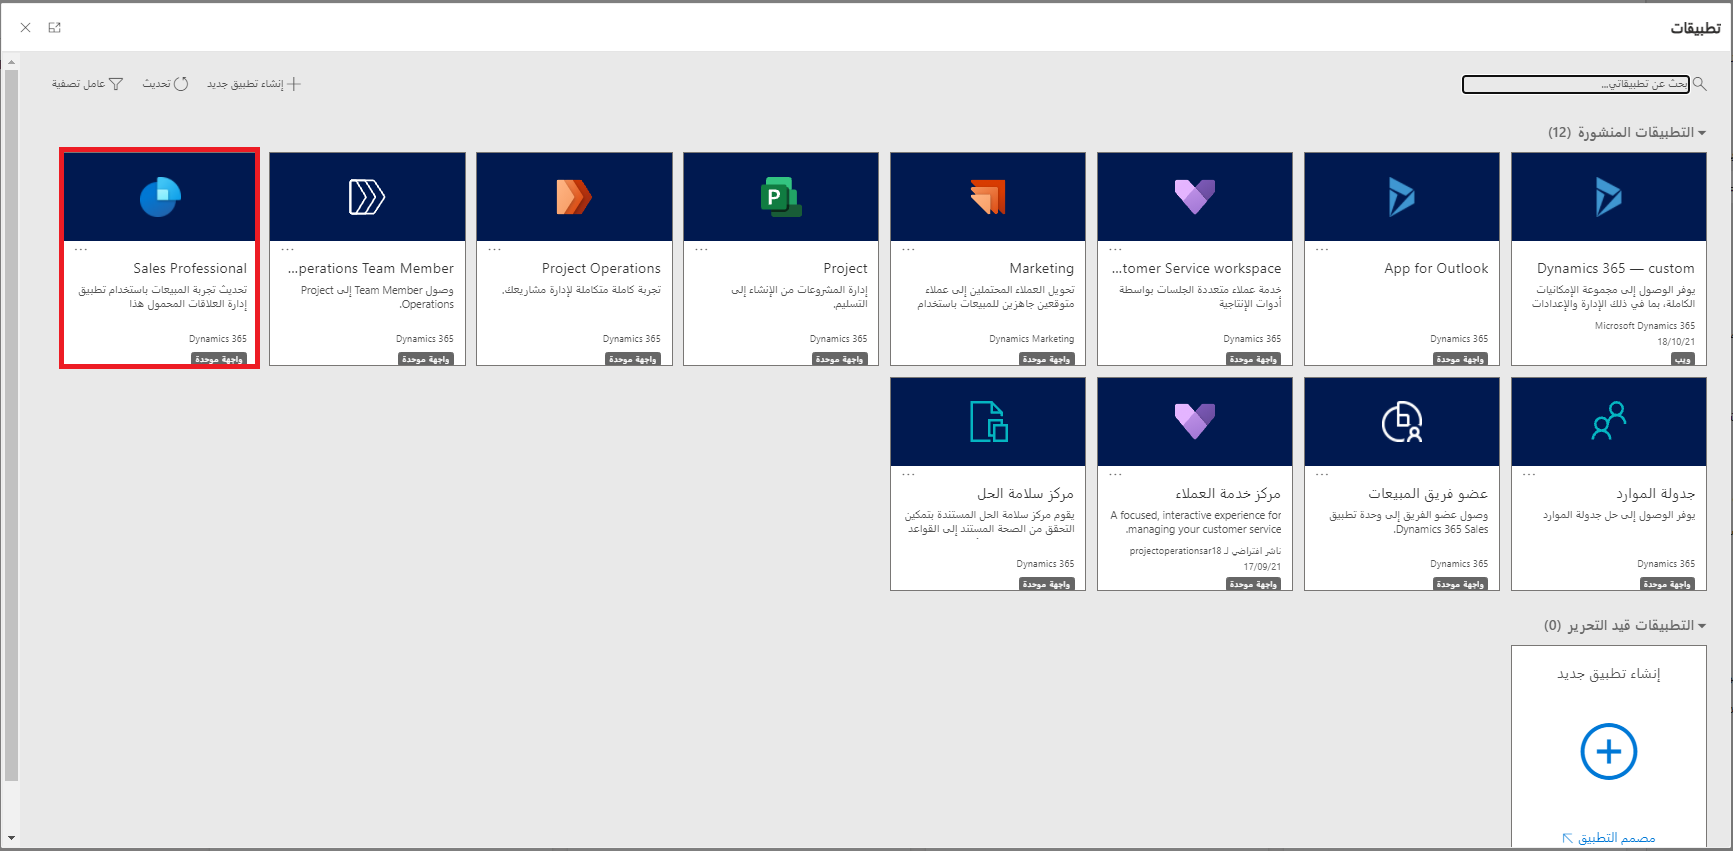 تطبيقات
بحث عن تطبيقاتي...
إنشاء تطبيق جديد
تحديث
عامل تصفية
التطبيقات المنشورة (12)
Dynamics 365 — custom
يوفر الوصول إلى مجموعة الإمكانيات
الكاملة، بما في ذلك الإدارة والإعدادات
Microsoft Dynamics 365
18/10/21
ويب
App for Outlook
Dynamics 365
واجهة موحدة
...tomer Service workspace
خدمة عملاء متعددة الجلسات بواسطة
أدوات الإنتاجية
Dynamics 365
واجهة موحدة
Marketing
تحويل العملاء المحتملين إلى عملاء
متوقعين جاهزين للمبيعات باستخدام
Dynamics Marketing
واجهة موحدة
Project
إدارة المشروعات من الإنشاء إلى
التسليم.
Dynamics 365
واجهة موحدة
Project Operations
تجربة كاملة متكاملة لإدارة مشاريعك.
Dynamics 365
واجهة موحدة
...perations Team Member
وصول Team Member إلى Project
Operations.
Dynamics 365
واجهة موحدة
Sales Professional
تحديث تجربة المبيعات باستخدام تطبيق
إدارة العلاقات المحمول هذا
Dynamics 365
واجهة موحدة
جدولة الموارد
يوفر الوصول إلى حل جدولة الموارد
Dynamics 365
واجهة موحدة
عضو فريق المبيعات
وصول عضو الفريق إلى وحدة تطبيق
Dynamics 365 Sales.
Dynamics 365
واجهة موحدة
مركز خدمة العملاء
A focused, interactive experience for
managing your customer service.
ناشر افتراضي لـ projectoperationsar18
17/09/21
واجهة موحدة
مركز سلامة الحل
يقوم مركز سلامة الحل المستندة بتمكين
التحقق من الصحة المستند إلى القواعد
Dynamics 365
واجهة موحدة
التطبيقات قيد التحرير (0)
إنشاء تطبيق جديد
مصمم التطبيق